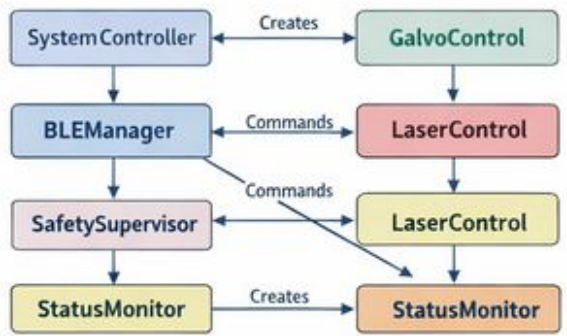 SystemController
Creates
GalvoControl
BLEManager
Commands
LaserControl
Commands
SafetySupervisor
LaserControl
StatusMonitor
Creates
StatusMonitor